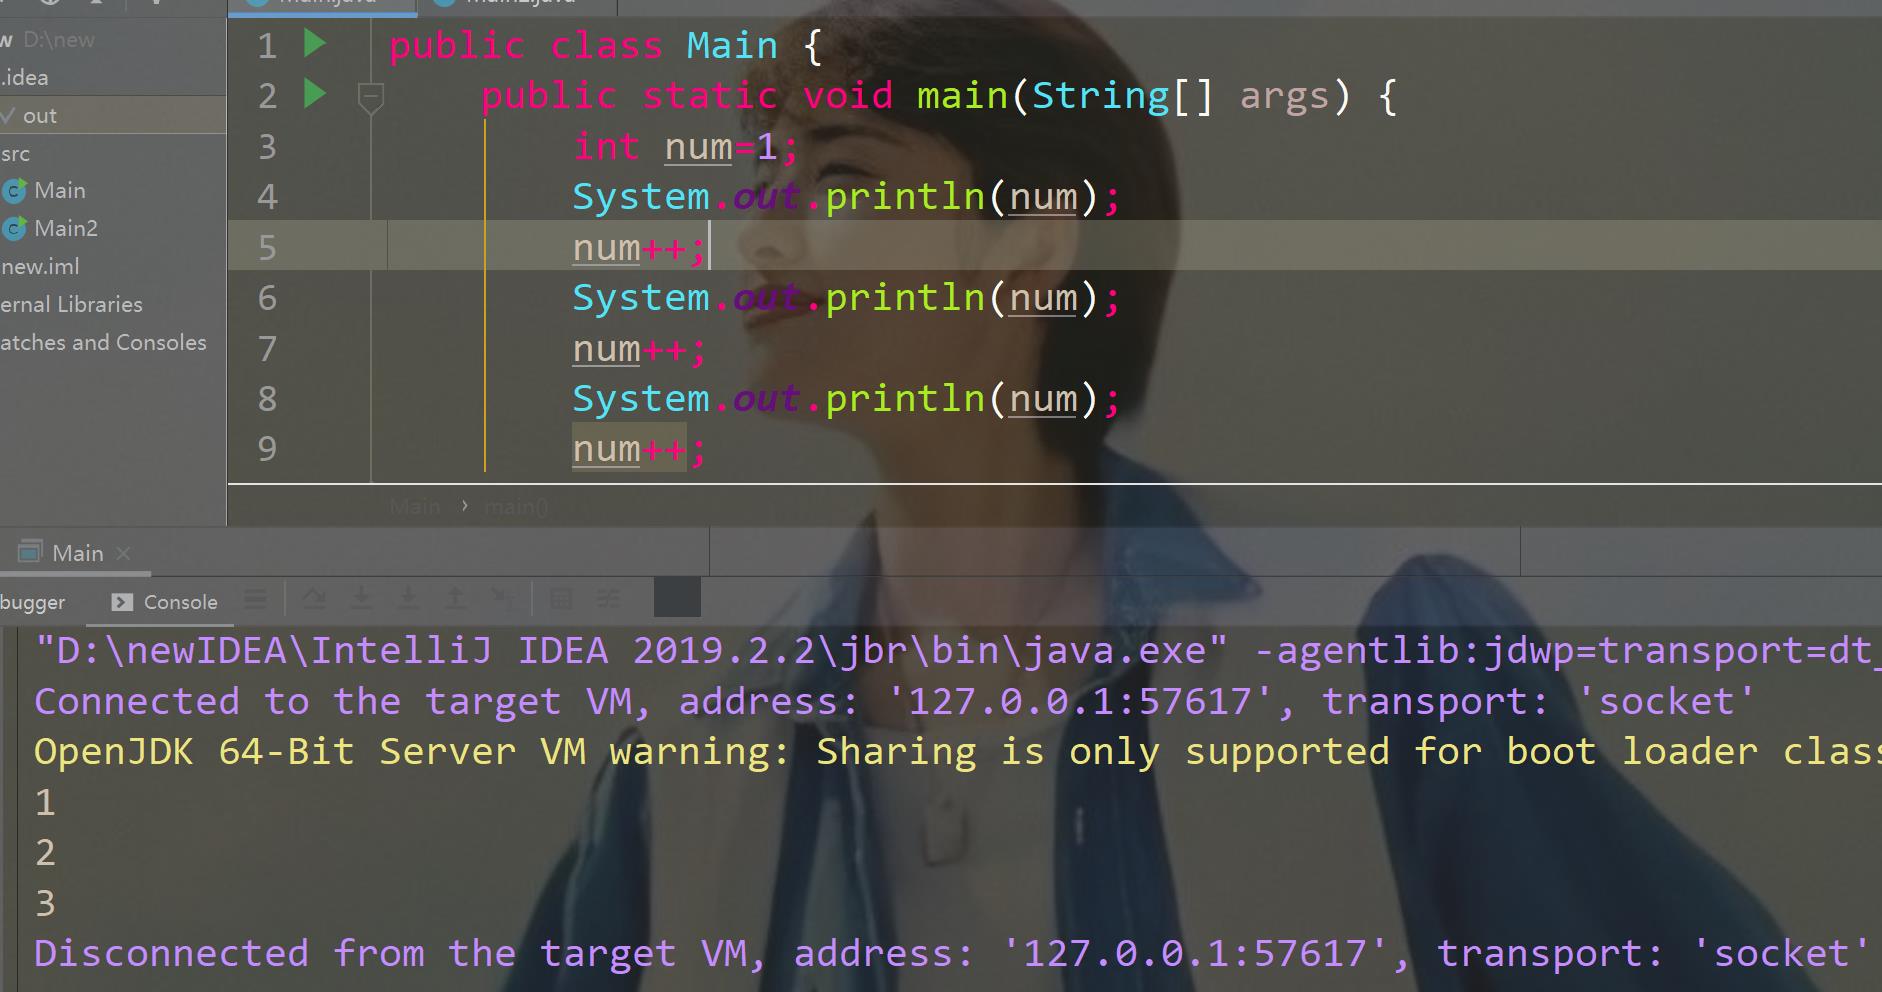 Main.java Main2.java
w D:\new
.idea
out
src
Main
Main2
new.iml
ernal Libraries
atches and Consoles
1 public class Main {
2 public static void main(String[] args) {
3 int num=1;
4 System.out.println(num);
5 num++;
6 System.out.println(num);
7 num++;
8 System.out.println(num);
9 num++;
Main › main()
Main
bugger Console
"D:\newIDEA\IntelliJ IDEA 2019.2.2\jbr\bin\java.exe" -agentlib:jdwp=transport=dt_
Connected to the target VM, address: '127.0.0.1:57617', transport: 'socket'
OpenJDK 64-Bit Server VM warning: Sharing is only supported for boot loader class
1
2
3
Disconnected from the target VM, address: '127.0.0.1:57617', transport: 'socket'